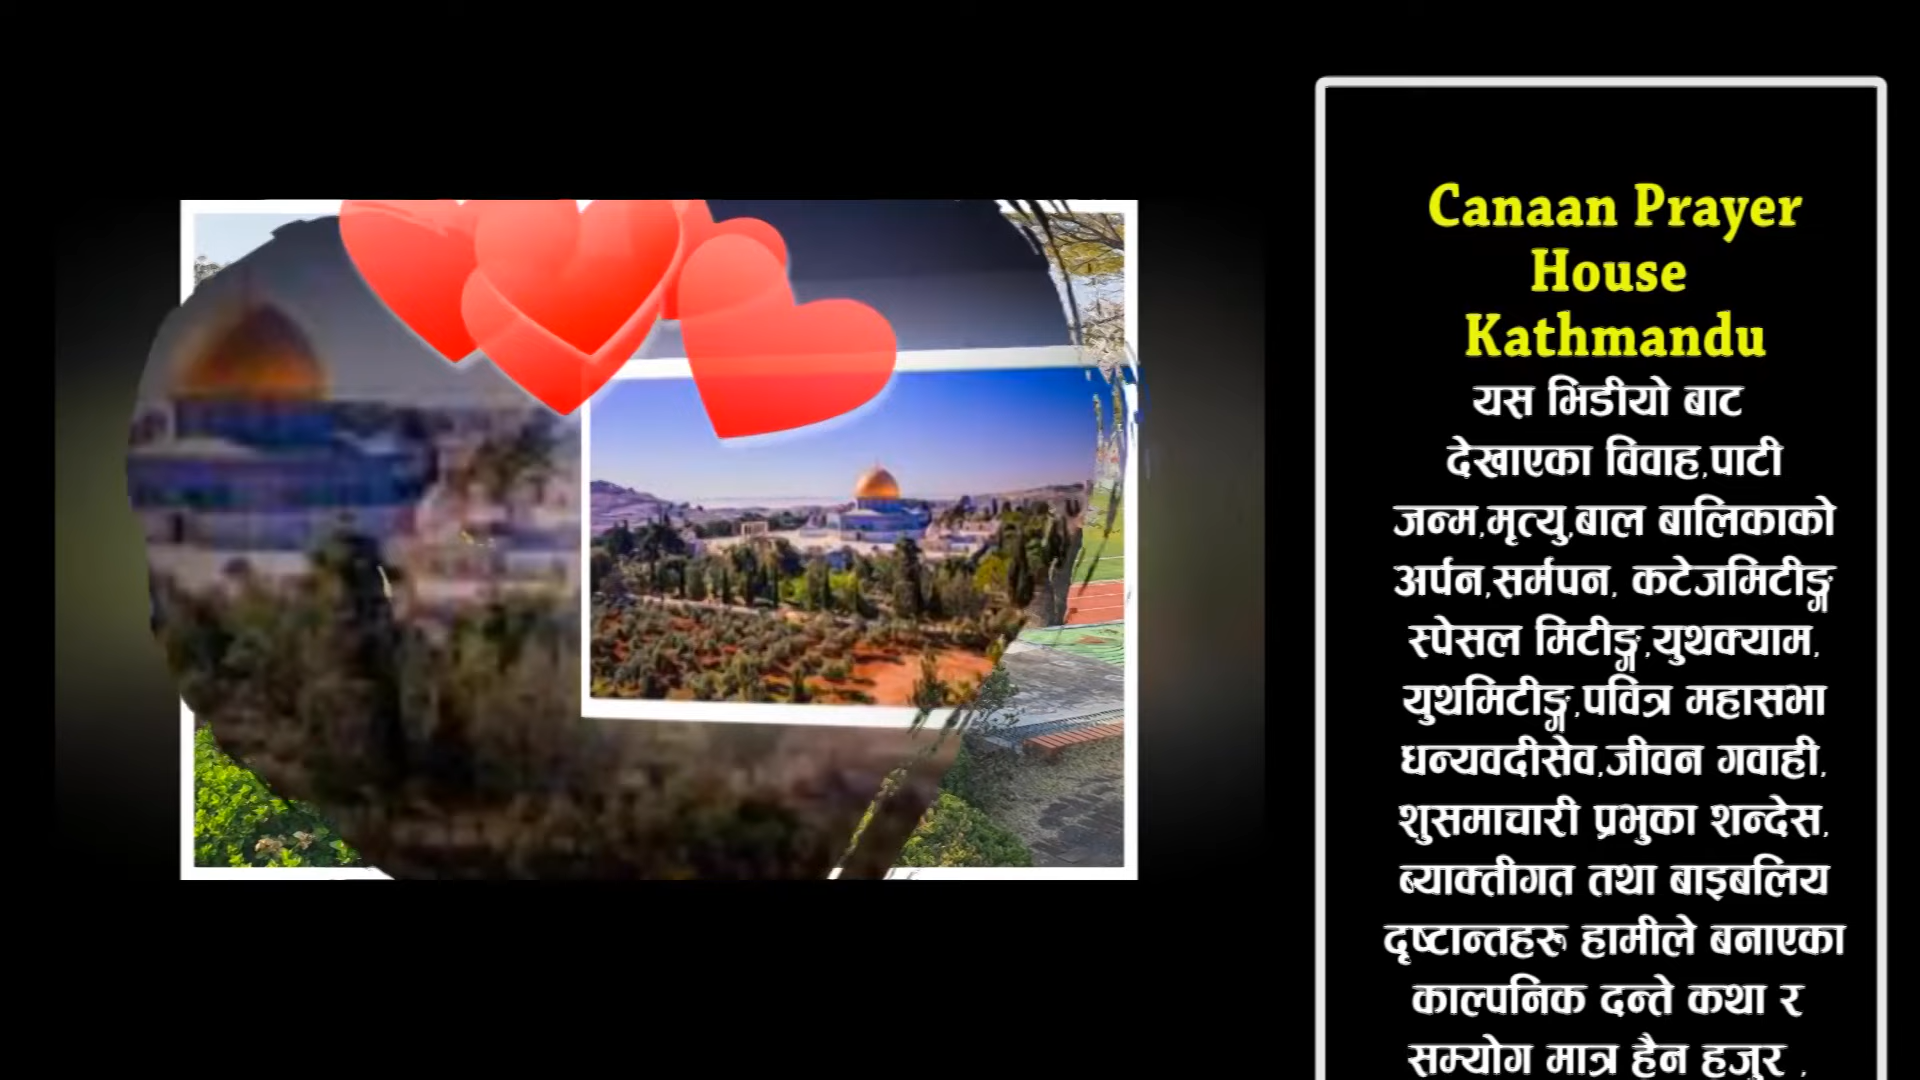 Canaan Prayer
House
Kathmandu
यस भिडीयो बाट
देखाएका विवाह,पाटी
जन्म,मृत्यु,बाल बालिकाको
अर्पन,सर्मपन, कटेजमिटीङ्ग
स्पेसल मिटीङ्ग,युथक्याम,
युथमिटीङ्ग,पवित्र महासभा
धन्यवदीसेव,जीवन गवाही,
शुसमाचारी प्रभुका शन्देस,
ब्याक्तीगत तथा बाइबलिय
दृष्टान्तहरु हामीले बनाएका
काल्पनिक दन्ते कथा र
सम्योग मात्र हैन हजुर ,